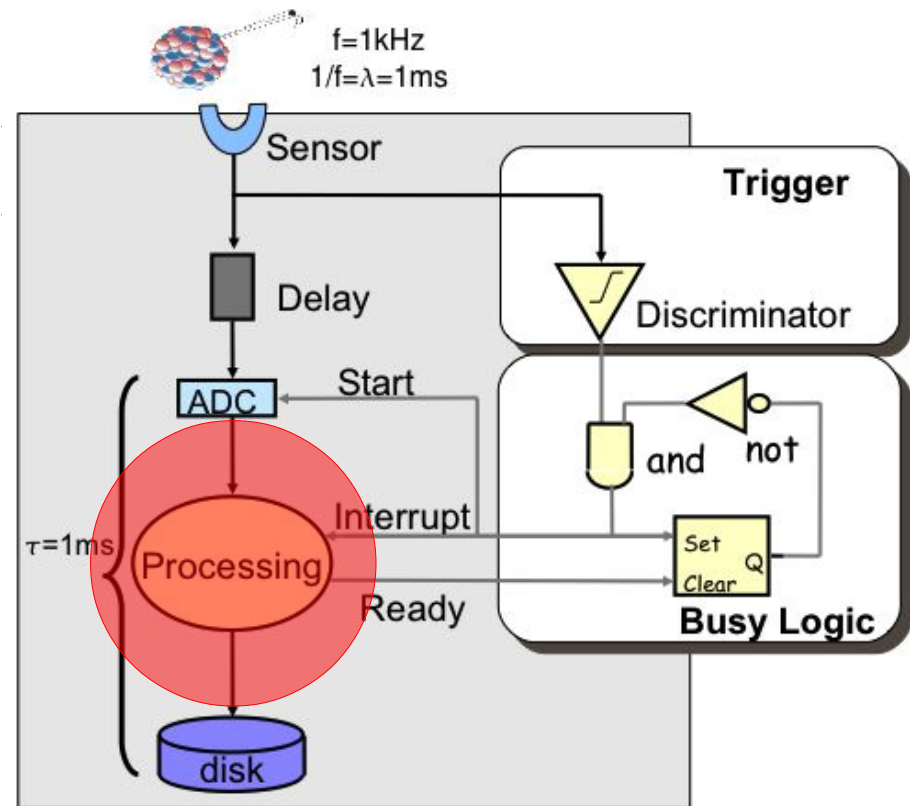 f=1kHz
1/f=λ=1ms
Sensor
Trigger
Delay
Discriminator
Start
ADC
and
not
Interrupt
τ=1ms
Processing
Set
Q
Clear
Ready
Busy Logic
disk